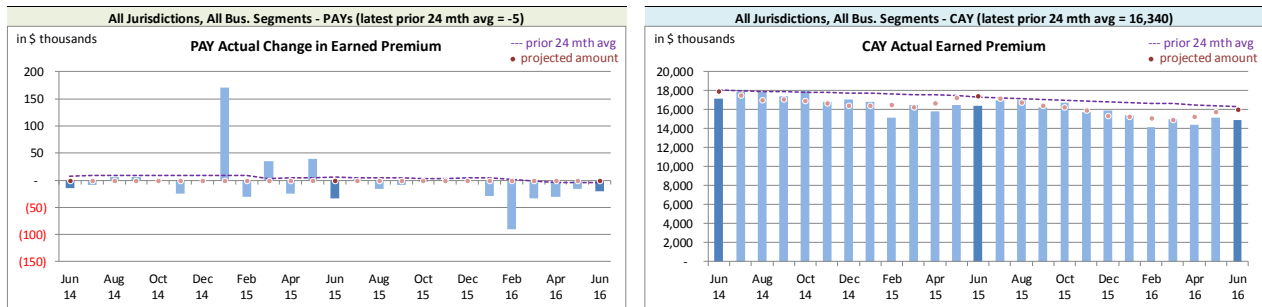 All Jurisdictions, All Bus. Segments - PAYs (latest prior 24 mth avg = -5)
in $ thousands
PAY Actual Change in Earned Premium
--- prior 24 mth avg
• projected amount
200
150
100
50
-
(50)
(100)
(150)
Jun Aug Oct Dec Feb Apr Jun Aug Oct Dec Feb Apr Jun
14 14 14 14 15 15 15 15 15 15 16 16 16
All Jurisdictions, All Bus. Segments - CAY (latest prior 24 mth avg = 16,340)
in $ thousands
CAY Actual Earned Premium
--- prior 24 mth avg
• projected amount
20,000
18,000
16,000
14,000
12,000
10,000
8,000
6,000
4,000
2,000
-
Jun Aug Oct Dec Feb Apr Jun Aug Oct Dec Feb Apr Jun
14 14 14 14 15 15 15 15 15 15 16 16 16